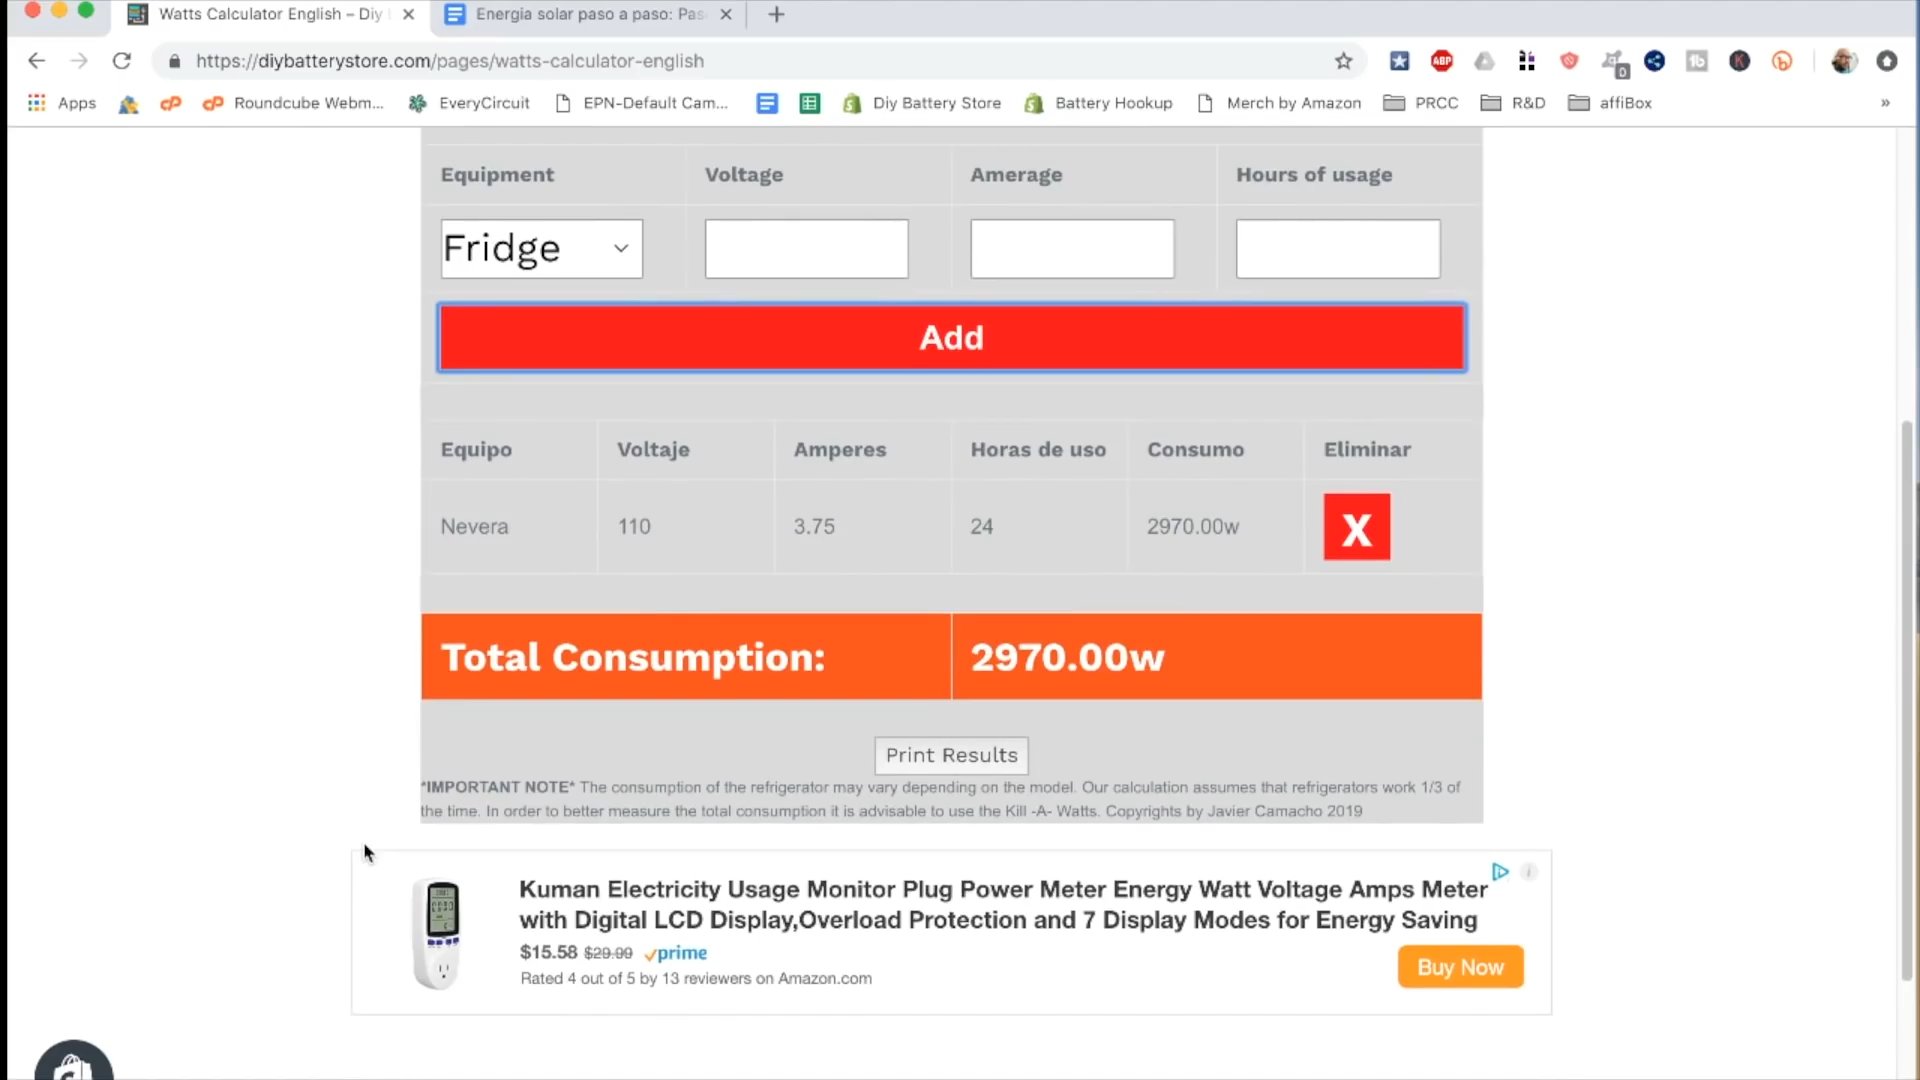 Watts Calculator English – Diy
Energia solar paso a paso: Pas
https://diybatterystore.com/pages/watts-calculator-english
Apps
Roundcube Webm...
EveryCircuit
EPN-Default Cam...
Diy Battery Store
Battery Hookup
Merch by Amazon
PRCC
R&D
affiBox
»
Equipment Voltage Amerage Hours of usage
Fridge
Add
Equipo Voltaje Amperes Horas de uso Consumo Eliminar
Nevera 110 3.75 24 2970.00w X
Total Consumption: 2970.00w
Print Results
*IMPORTANT NOTE* The consumption of the refrigerator may vary depending on the model. Our calculation assumes that refrigerators work 1/3 of
the time. In order to better measure the total consumption it is advisable to use the Kill -A- Watts. Copyrights by Javier Camacho 2019
Kuman Electricity Usage Monitor Plug Power Meter Energy Watt Voltage Amps Meter
with Digital LCD Display,Overload Protection and 7 Display Modes for Energy Saving
$15.58 $29.99 prime
Rated 4 out of 5 by 13 reviewers on Amazon.com
Buy Now